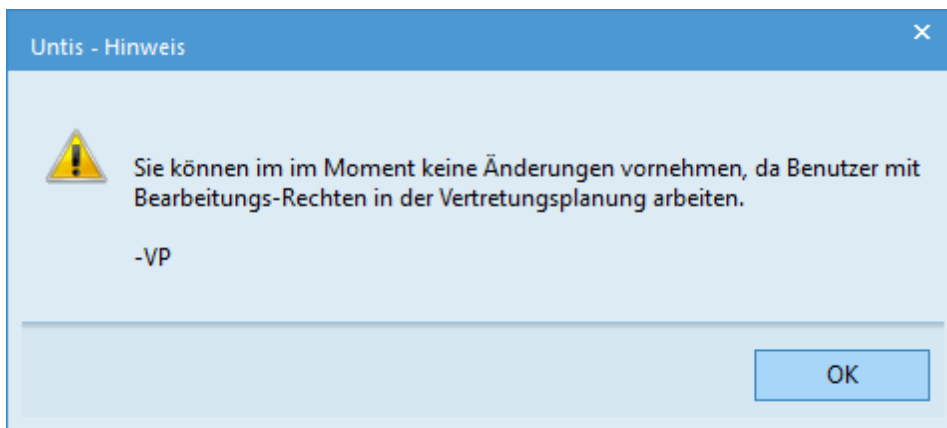 Untis - Hinweis
Sie können im im Moment keine Änderungen vornehmen, da Benutzer mit
Bearbeitungs-Rechten in der Vertretungsplanung arbeiten.
-VP
OK